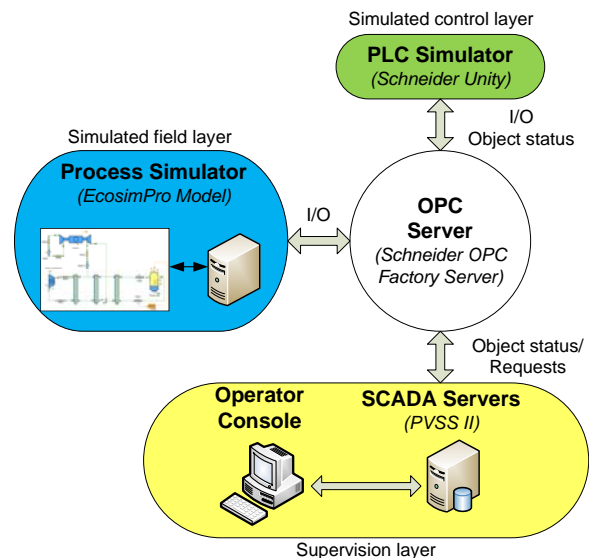 Simulated control layer
PLC Simulator
(Schneider Unity)
I/O
Object status
Simulated field layer
Process Simulator
(EcosimPro Model)
I/O
OPC
Server
(Schneider OPC
Factory Server)
Object status/
Requests
Operator
Console
SCADA Servers
(PVSS II)
Supervision layer